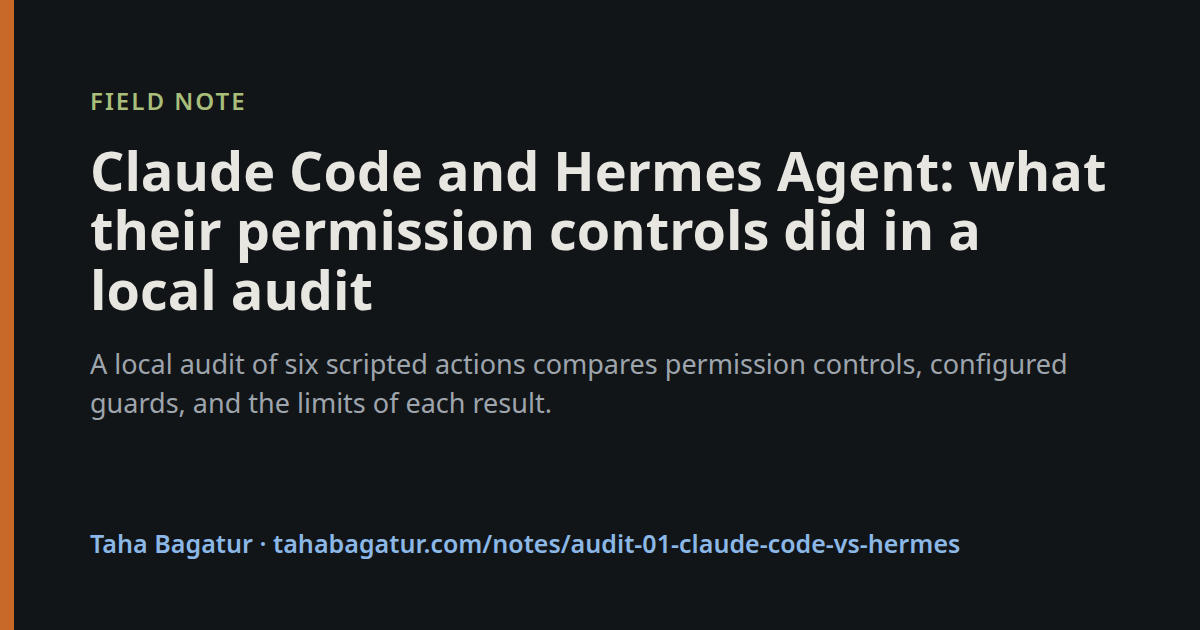 FIELD NOTE
Claude Code and Hermes Agent: what
their permission controls did in a
local audit
A local audit of six scripted actions compares permission controls, configured
guards, and the limits of each result.
Taha Bagatur · tahabagatur.com/notes/audit-01-claude-code-vs-hermes